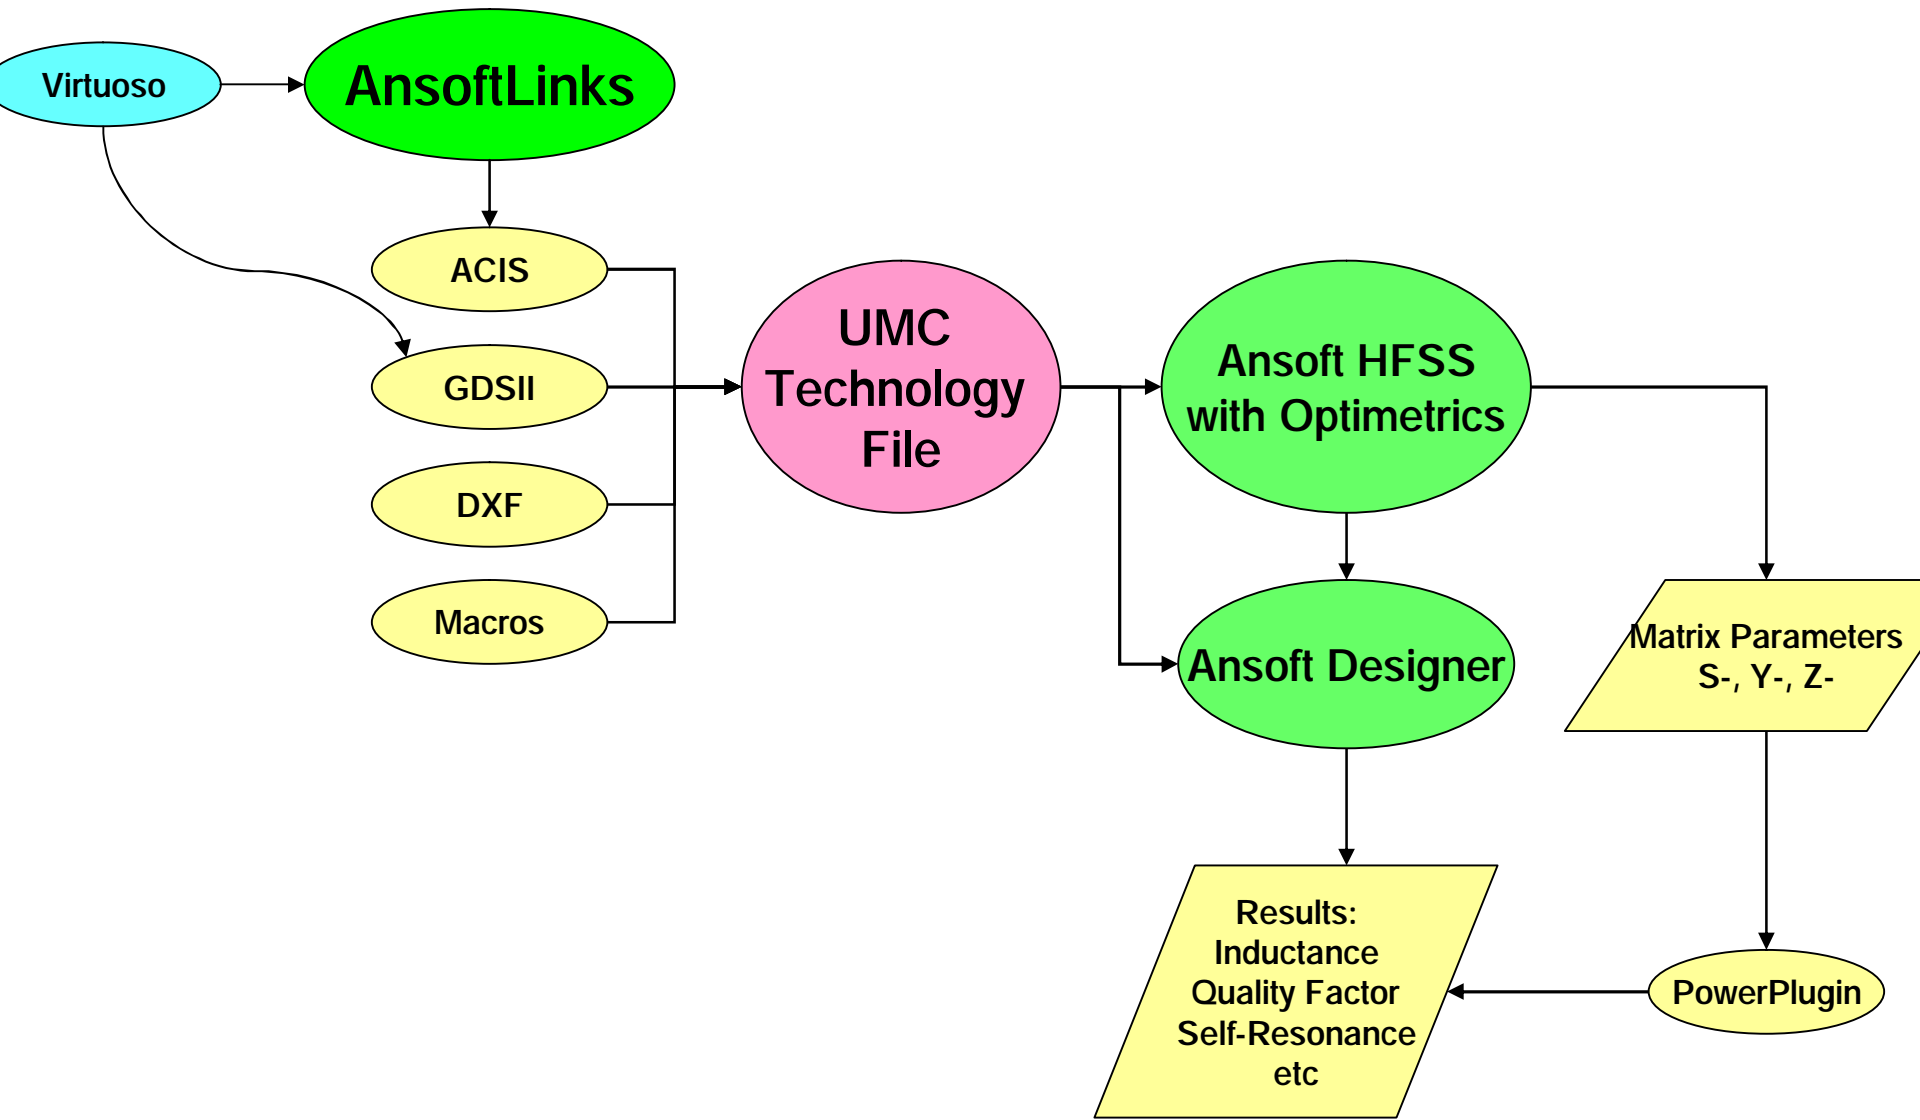 Virtuoso
AnsoftLinks
ACIS
GDSII
DXF
Macros
UMC
Technology
File
Ansoft HFSS
with Optimetrics
Ansoft Designer
Matrix Parameters
S-, Y-, Z-
Results:
Inductance
Quality Factor
Self-Resonance
etc
PowerPlugin